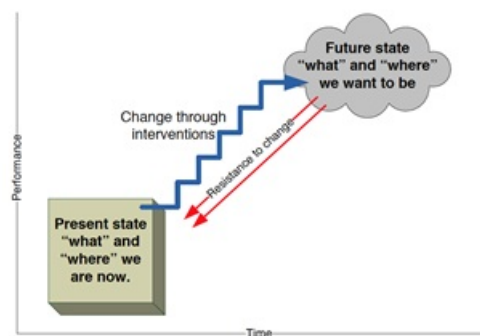 Future state
“what” and “where”
we want to be
Change through
interventions
Resistance to change
Performance
Present state
“what” and
“where” we
are now.
Time